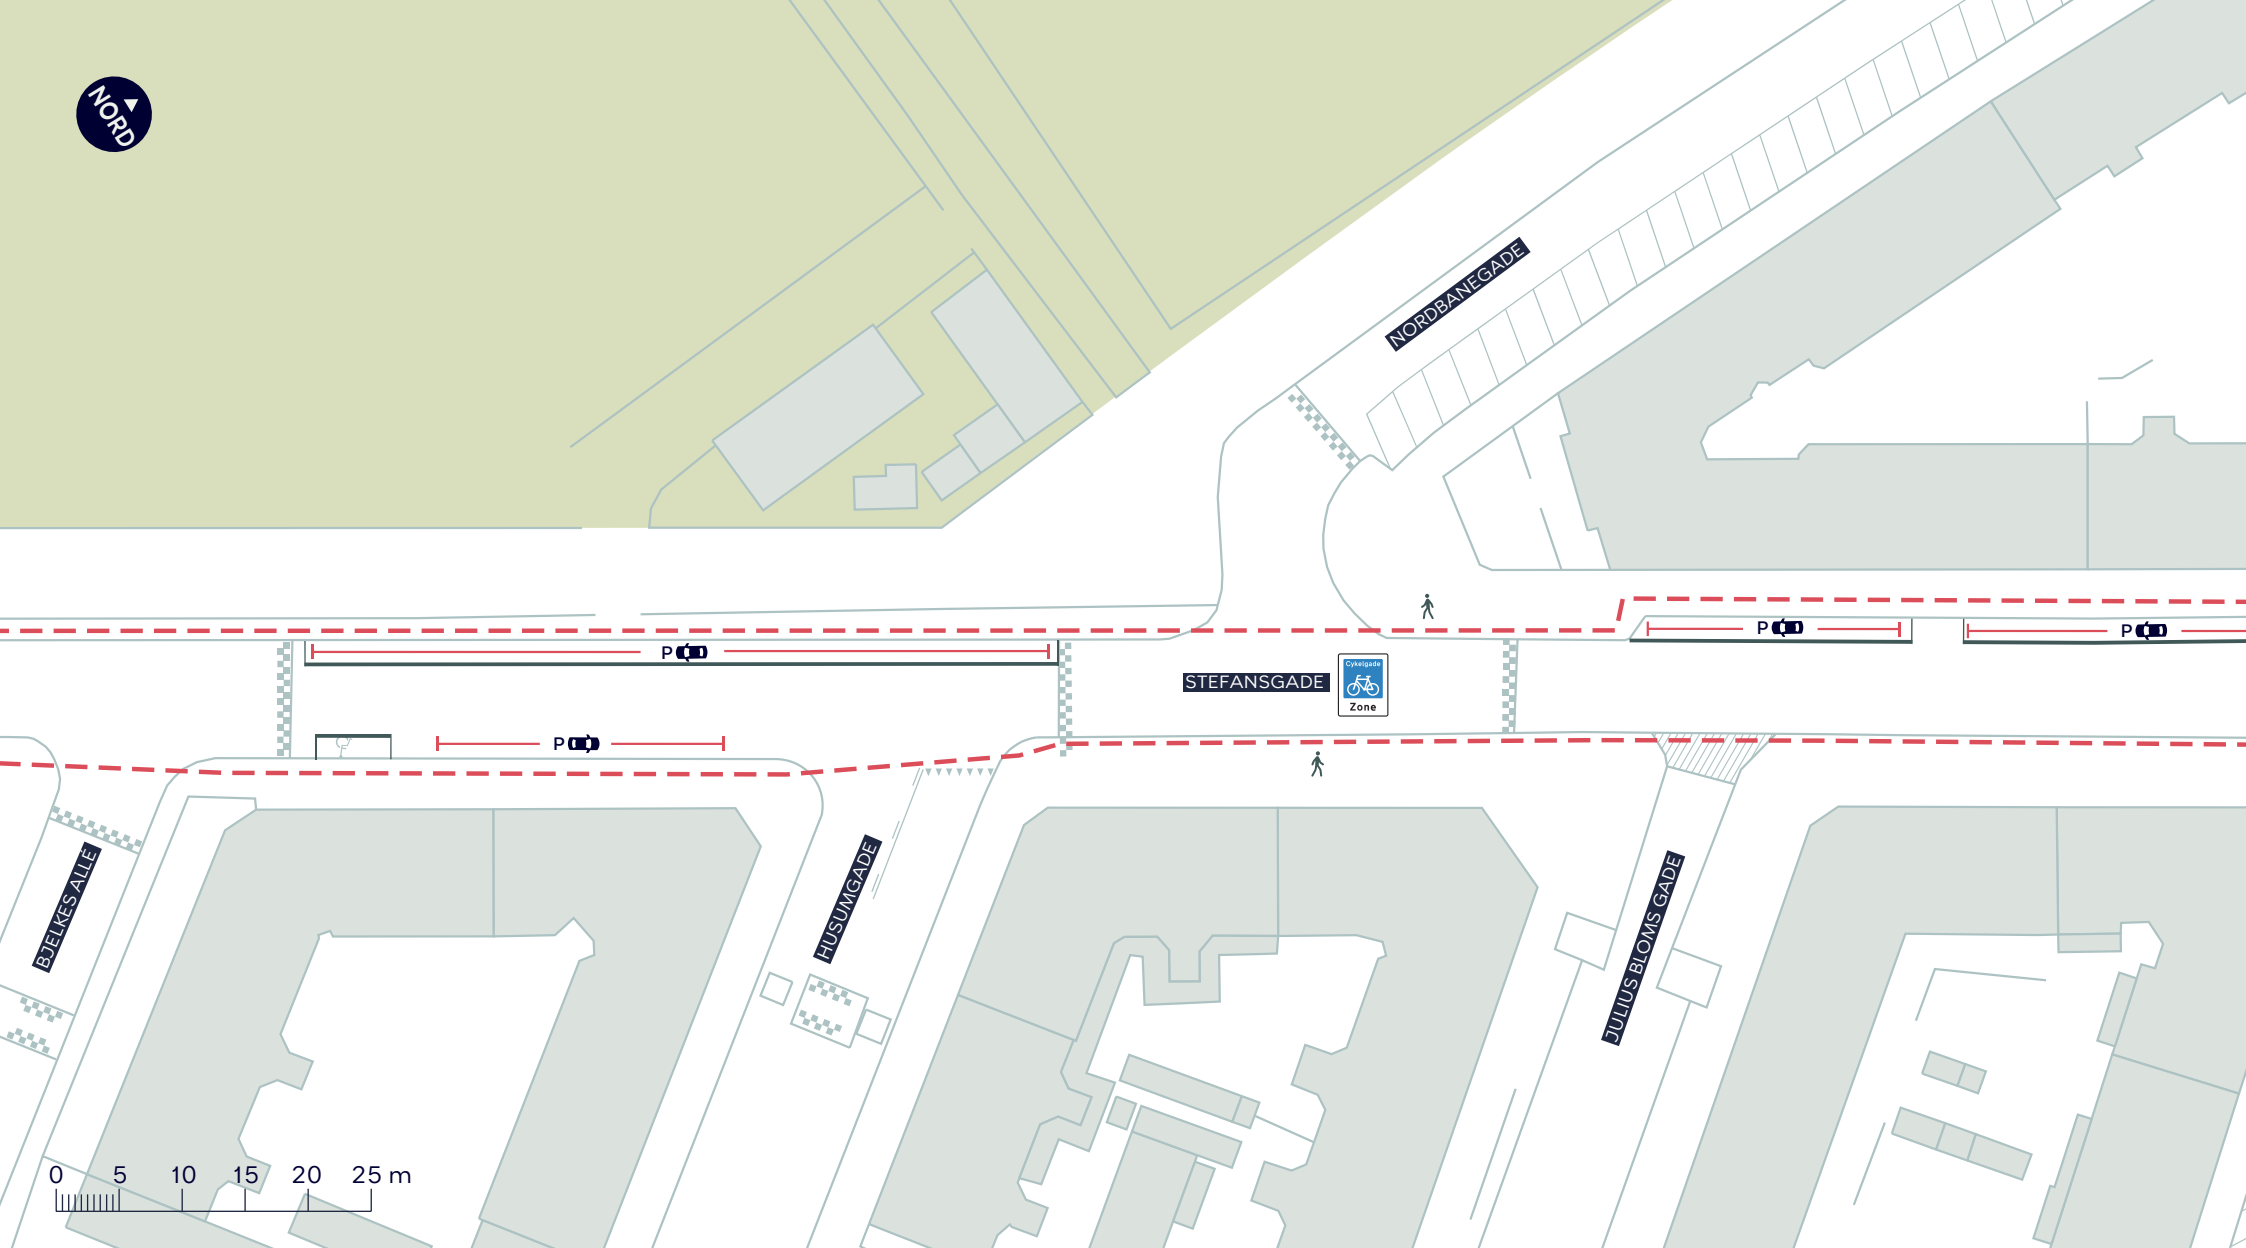 NORD
NORDBANEGADE
P
P
P
STEFANSGADE
Cykelgade
Zone
P
BJELKES ALLÉ
HUSUMGADE
JULIUS BLOMS GADE
0 5 10 15 20 25 m